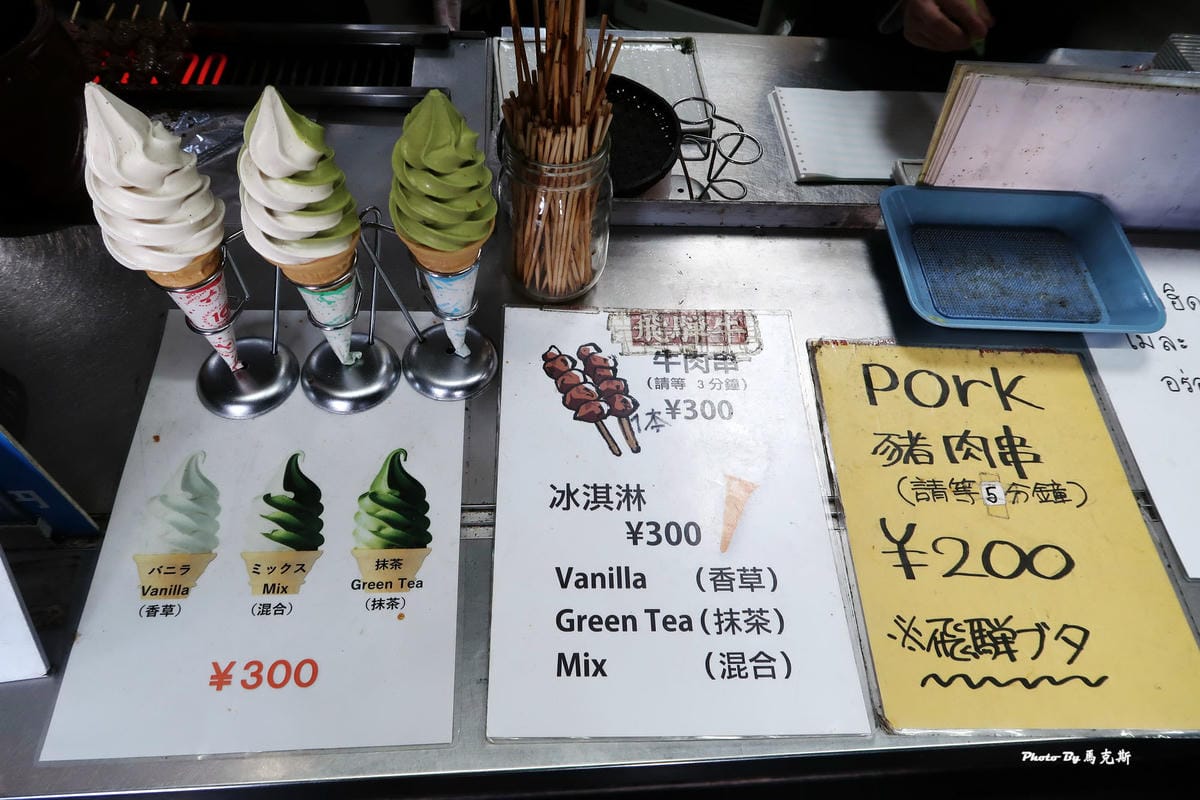 バニラ
Vanilla
(香草)
ミックス
Mix
(混合)
抹茶
Green Tea
(抹茶)
¥300
飛騨牛
牛肉串
(請等 3分鐘)
1本 ¥300
冰淇淋
¥300
Vanilla (香草)
Green Tea (抹茶)
Mix (混合)
Pork
豬肉串
(請等5分鐘)
¥200
※飛騨ブタ
Photo By 馬克斯